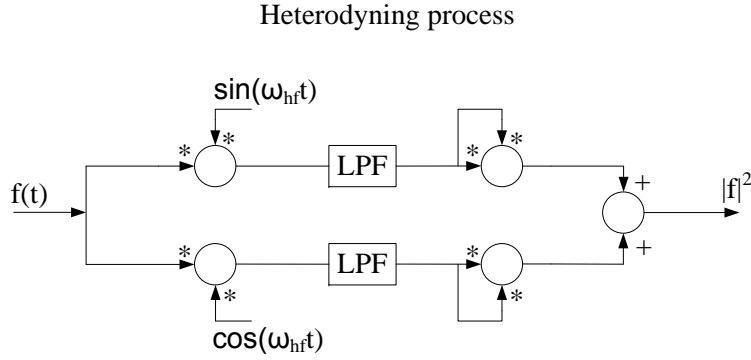 Heterodyning process
sin(ω_hf t)
* *
LPF
* *
f(t)
+
|f|²
+
* *
LPF
* *
cos(ω_hf t)